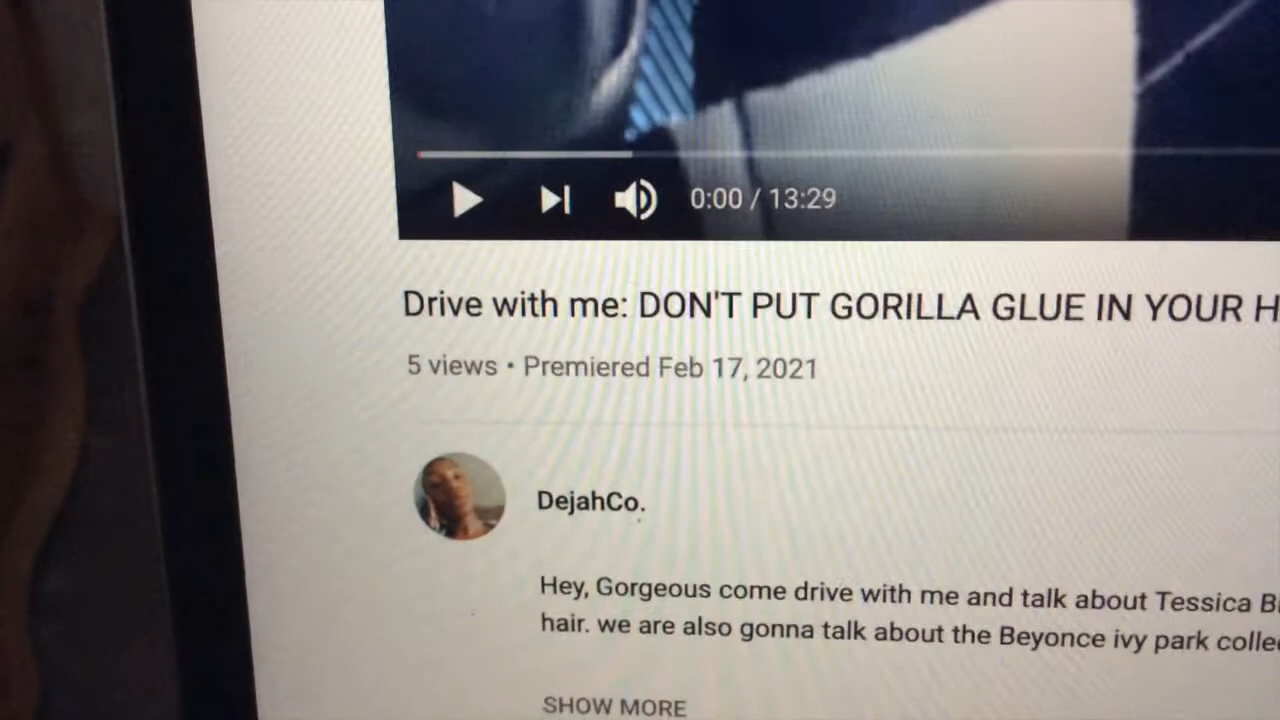 0:00 / 13:29
Drive with me: DON'T PUT GORILLA GLUE IN YOUR
5 views • Premiered Feb 17, 2021
DejahCo.
Hey, Gorgeous come drive with me and talk about Tessica
hair. we are also gonna talk about the Beyonce ivy park
SHOW MORE